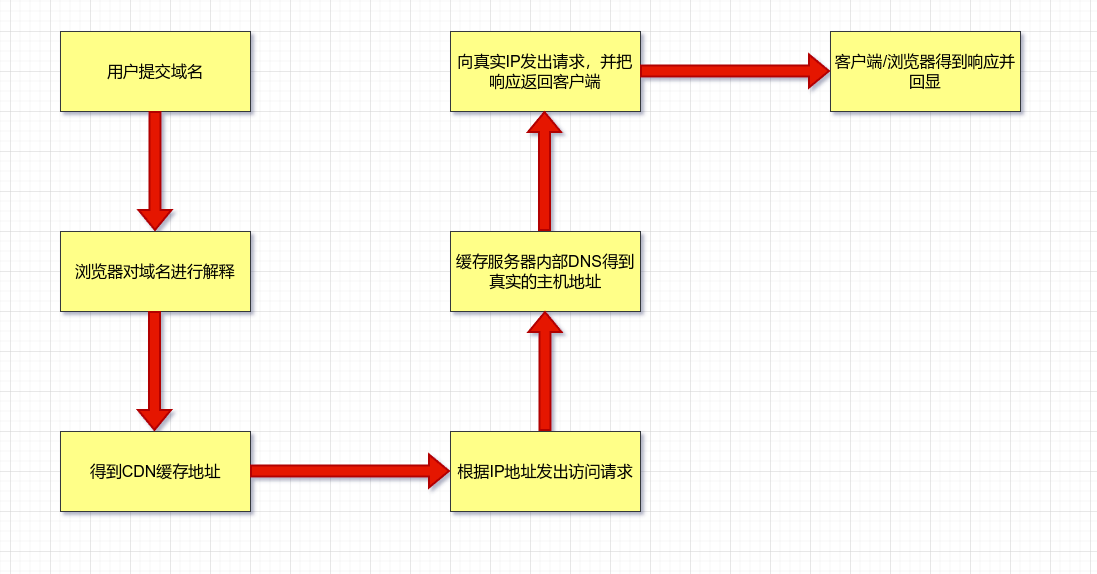 用户提交域名
浏览器对域名进行解释
得到CDN缓存地址
根据IP地址发出访问请求
缓存服务器内部DNS得到
真实的主机地址
向真实IP发出请求，并把
响应返回客户端
客户端/浏览器得到响应并
回显